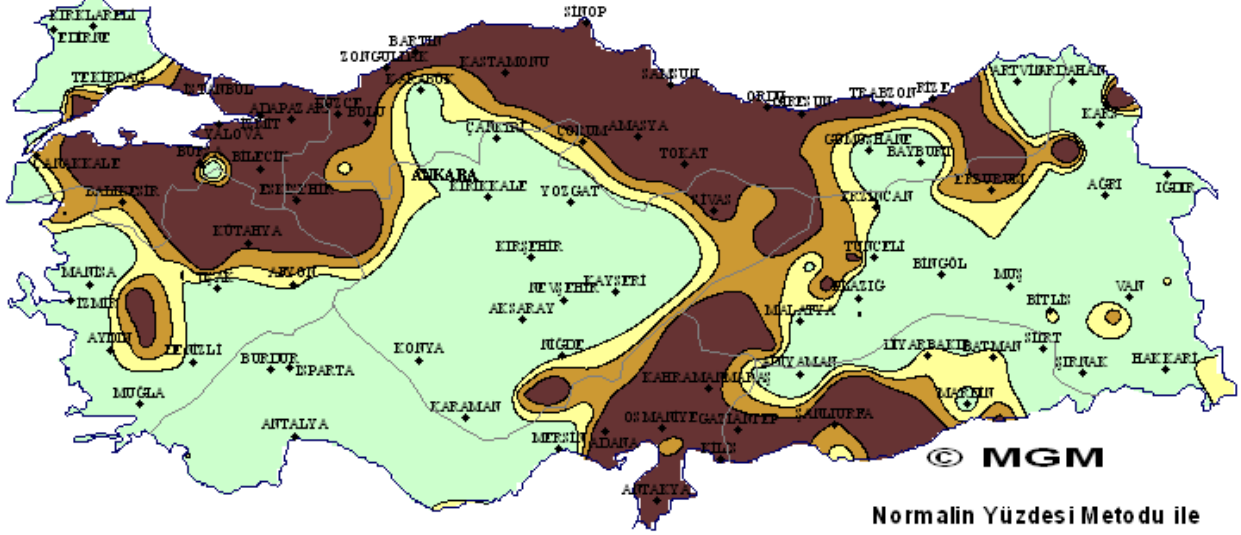 SİNOP
KIRKLARELİ
EDİRNE
BARTIN
ZONGULDAK
KASTAMONU
TEKİRDAĞ
KARABÜK
SAMSUN
ARTVİN
ARDAHAN
İSTANBUL
ORDU
GİRESUN
TRABZON
RİZE
ADAPAZARI
DÜZCE
BOLU
KARS
İZMİT
YALOVA
ÇANKIRI
ÇORUM
AMASYA
GÜMÜŞHANE
BAYBURT
ÇANAKKALE
BURSA
BİLECİK
TOKAT
ANKARA
KIRIKKALE
YOZGAT
ESKİŞEHİR
BALIKESİR
SİVAS
ERZİNCAN
ERZURUM
AĞRI
IĞDIR
KÜTAHYA
KIRŞEHİR
TUNCELİ
MANİSA
UŞAK
AFYON
BİNGÖL
MUŞ
KAYSERİ
NEVŞEHİR
ELAZIĞ
VAN
İZMİR
AKSARAY
MALATYA
BİTLİS
AYDIN
DENİZLİ
BURDUR
ISPARTA
KONYA
NİĞDE
ADIYAMAN
DİYARBAKIR
BATMAN
SİİRT
ŞIRNAK
HAKKARİ
KAHRAMANMARAŞ
MUĞLA
KARAMAN
OSMANİYE
GAZİANTEP
ŞANLIURFA
MARDİN
ANTALYA
MERSİN
ADANA
KİLİS
ANTAKYA
© MGM
Normalin Yüzdesi Metodu ile